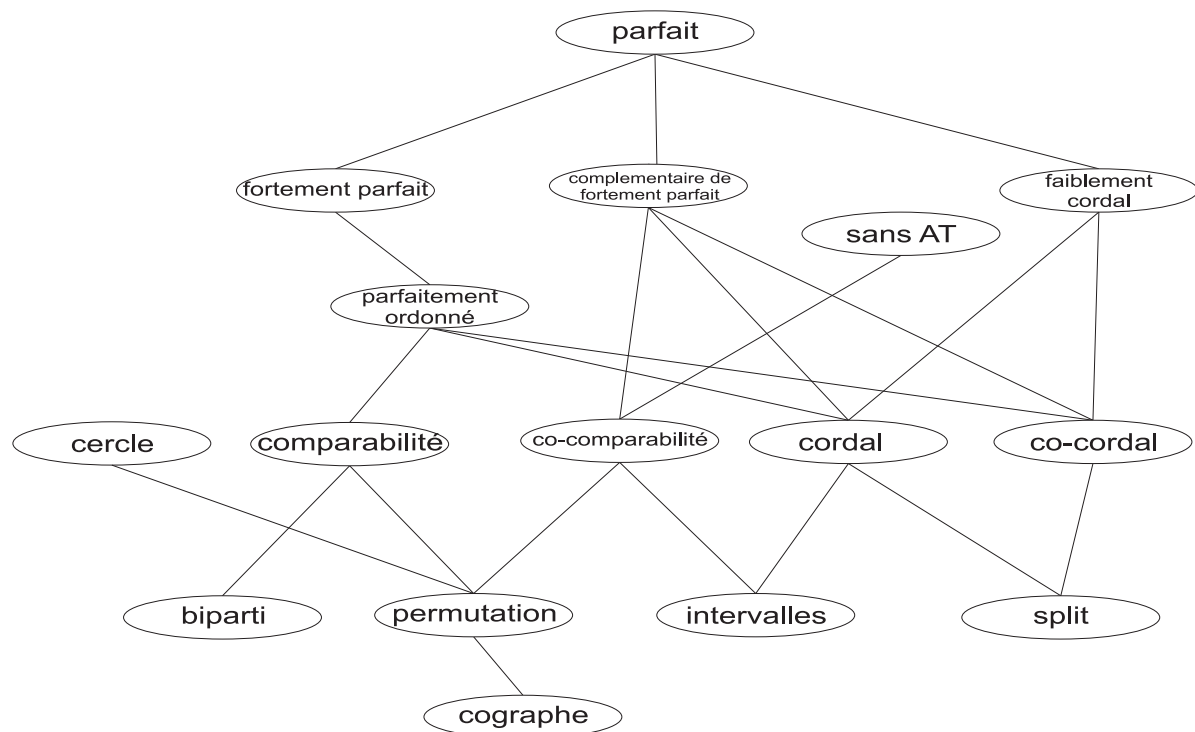 parfait
fortement parfait
complementaire de
fortement parfait
faiblement
cordal
sans AT
parfaitement
ordonné
cercle
comparabilité
co-comparabilité
cordal
co-cordal
biparti
permutation
intervalles
split
cographe